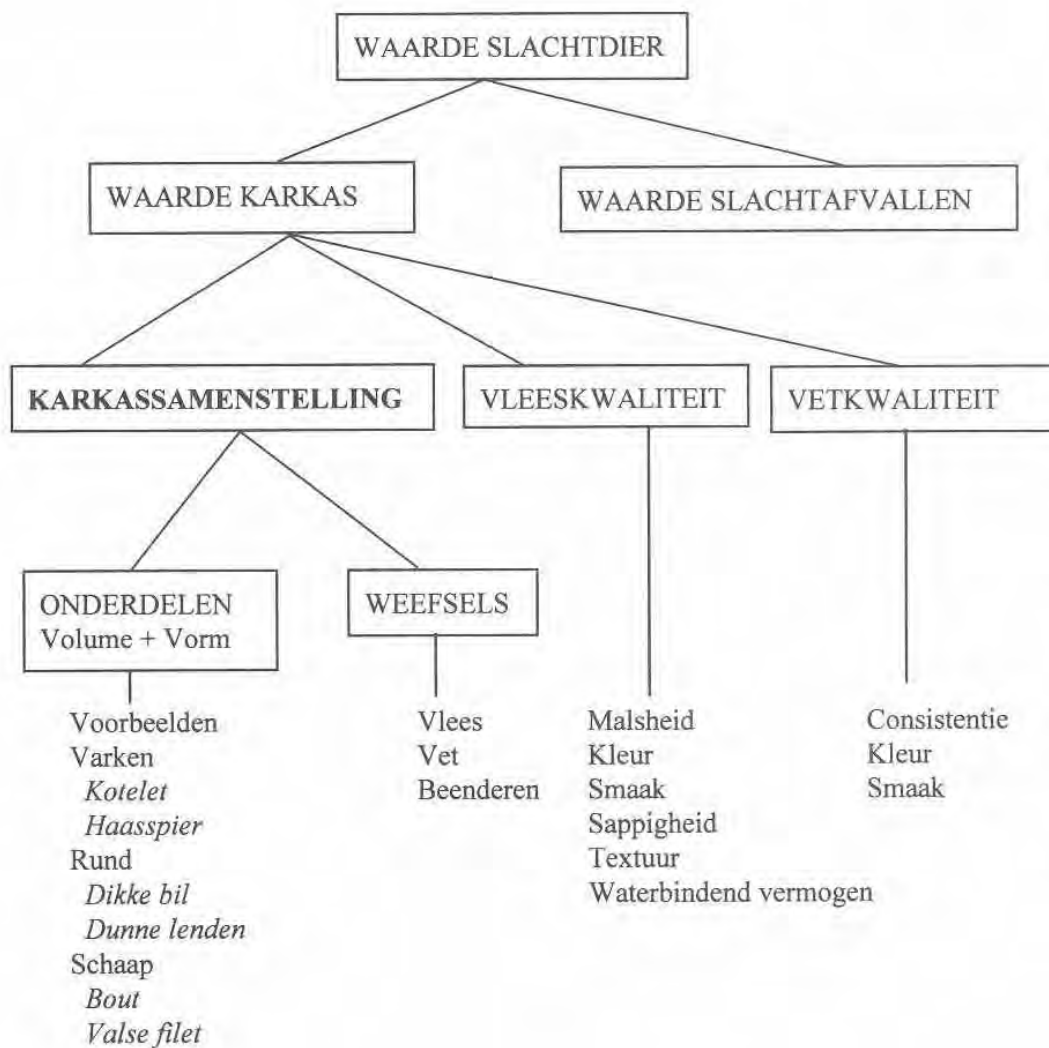 WAARDE SLACHTDIER
WAARDE KARKAS
WAARDE SLACHTAFVALLEN
KARKASSAMENSTELLING
VLEESKWALITEIT
VETKWALITEIT
ONDERDELEN
Volume + Vorm
WEEFSELS
Voorbeelden
Varken
Kotelet
Haasspier
Rund
Dikke bil
Dunne lenden
Schaap
Bout
Valse filet
Vlees
Vet
Beenderen
Malsheid
Kleur
Smaak
Sappigheid
Textuur
Waterbindend vermogen
Consistentie
Kleur
Smaak